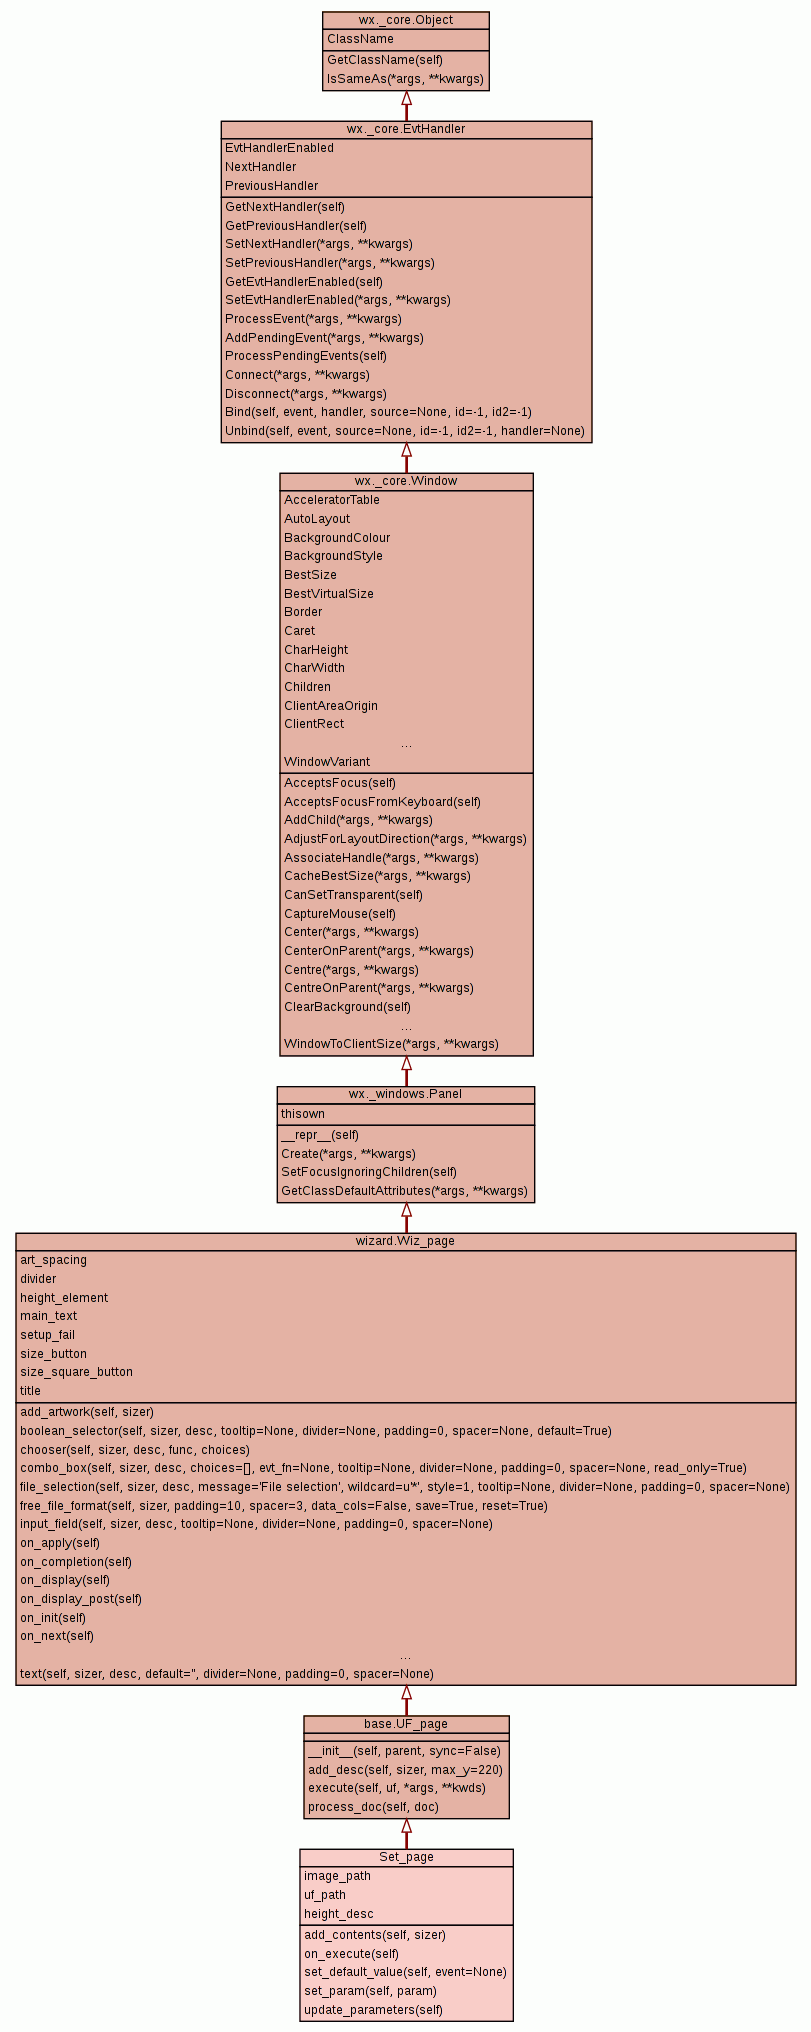 wx._core.Object
ClassName
GetClassName(self)
IsSameAs(*args, **kwargs)
wx._core.EvtHandler
EvtHandlerEnabled
NextHandler
PreviousHandler
GetNextHandler(self)
GetPreviousHandler(self)
SetNextHandler(*args, **kwargs)
SetPreviousHandler(*args, **kwargs)
GetEvtHandlerEnabled(self)
SetEvtHandlerEnabled(*args, **kwargs)
ProcessEvent(*args, **kwargs)
AddPendingEvent(*args, **kwargs)
ProcessPendingEvents(self)
Connect(*args, **kwargs)
Disconnect(*args, **kwargs)
Bind(self, event, handler, source=None, id=-1, id2=-1)
Unbind(self, event, source=None, id=-1, id2=-1, handler=None)
wx._core.Window
AcceleratorTable
AutoLayout
BackgroundColour
BackgroundStyle
BestSize
BestVirtualSize
Border
Caret
CharHeight
CharWidth
Children
ClientAreaOrigin
ClientRect
...
WindowVariant
AcceptsFocus(self)
AcceptsFocusFromKeyboard(self)
AddChild(*args, **kwargs)
AdjustForLayoutDirection(*args, **kwargs)
AssociateHandle(*args, **kwargs)
CacheBestSize(*args, **kwargs)
CanSetTransparent(self)
CaptureMouse(self)
Center(*args, **kwargs)
CenterOnParent(*args, **kwargs)
Centre(*args, **kwargs)
CentreOnParent(*args, **kwargs)
ClearBackground(self)
...
WindowToClientSize(*args, **kwargs)
wx._windows.Panel
thisown
__repr__(self)
Create(*args, **kwargs)
SetFocusIgnoringChildren(self)
GetClassDefaultAttributes(*args, **kwargs)
wizard.Wiz_page
art_spacing
divider
height_element
main_text
setup_fail
size_button
size_square_button
title
add_artwork(self, sizer)
boolean_selector(self, sizer, desc, tooltip=None, divider=None, padding=0, spacer=None, default=True)
chooser(self, sizer, desc, func, choices)
combo_box(self, sizer, desc, choices=[], evt_fn=None, tooltip=None, divider=None, padding=0, spacer=None, read_only=True)
file_selection(self, sizer, desc, message='File selection', wildcard=u'*', style=1, tooltip=None, divider=None, padding=0, spacer=None)
free_file_format(self, sizer, padding=10, spacer=3, data_cols=False, save=True, reset=True)
input_field(self, sizer, desc, tooltip=None, divider=None, padding=0, spacer=None)
on_apply(self)
on_completion(self)
on_display(self)
on_display_post(self)
on_init(self)
on_next(self)
...
text(self, sizer, desc, default='', divider=None, padding=0, spacer=None)
base.UF_page
__init__(self, parent, sync=False)
add_desc(self, sizer, max_y=220)
execute(self, uf, *args, **kwds)
process_doc(self, doc)
Set_page
image_path
uf_path
height_desc
add_contents(self, sizer)
on_execute(self)
set_default_value(self, event=None)
set_param(self, param)
update_parameters(self)